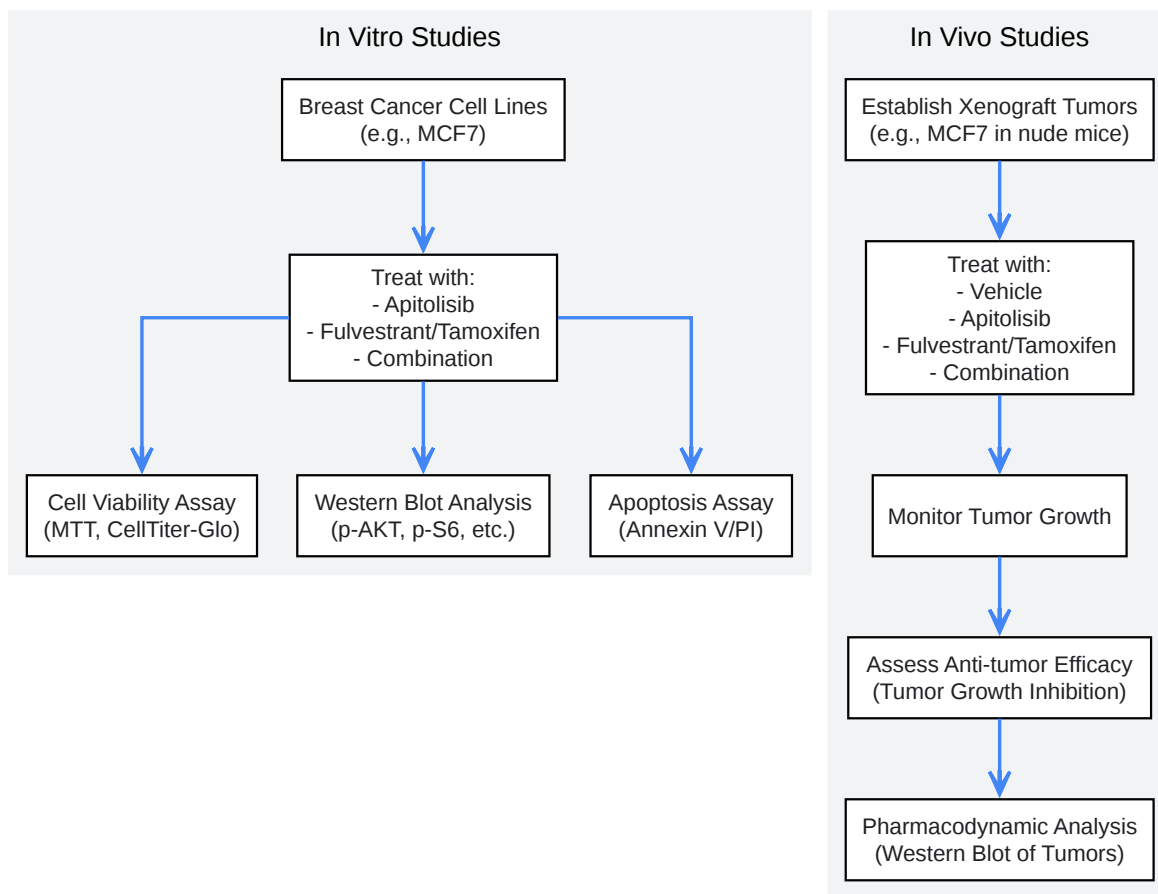 In Vitro Studies
Breast Cancer Cell Lines
(e.g., MCF7)
Treat with:
- Apitolisib
- Fulvestrant/Tamoxifen
- Combination
Cell Viability Assay
(MTT, CellTiter-Glo)
Western Blot Analysis
(p-AKT, p-S6, etc.)
Apoptosis Assay
(Annexin V/PI)
In Vivo Studies
Establish Xenograft Tumors
(e.g., MCF7 in nude mice)
Treat with:
- Vehicle
- Apitolisib
- Fulvestrant/Tamoxifen
- Combination
Monitor Tumor Growth
Assess Anti-tumor Efficacy
(Tumor Growth Inhibition)
Pharmacodynamic Analysis
(Western Blot of Tumors)